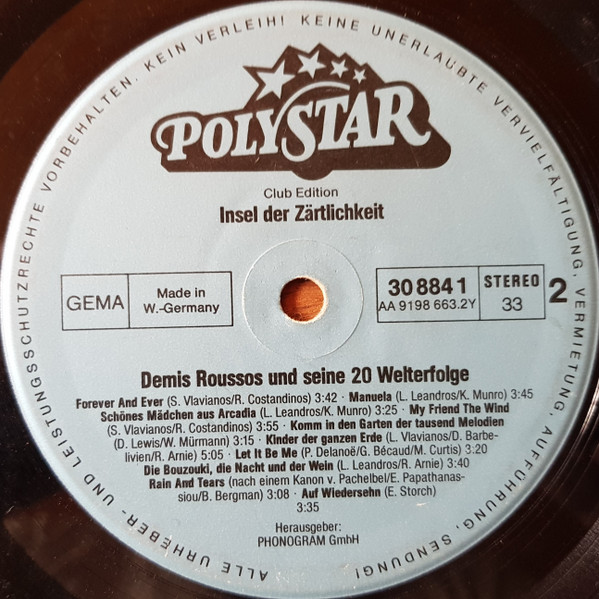 ALLE URHEBER- UND LEISTUNGSSCHUTZRECHTE VORBEHALTEN. KEIN VERLEIH! KEINE UNERLAUBTE VERVIELFÄLTIGUNG, VERMIETUNG, AUFFÜHRUNG, SENDUNG!
POLYSTAR
Club Edition
Insel der Zärtlichkeit
GEMA
Made in
W.-Germany
30 884 1
AA 9198 663.2Y
STEREO
33
2
Demis Roussos und seine 20 Welterfolge
Forever And Ever (S. Vlavianos/R. Costandinos) 3:42 · Manuela (L. Leandros/K. Munro) 3:45
Schönes Mädchen aus Arcadia (L. Leandros/K. Munro) 3:25 · My Friend The Wind
(S. Vlavianos/R. Costandinos) 3:55 · Komm in den Garten der tausend Melodien
(D. Lewis/W. Mürmann) 3:15 · Kinder der ganzen Erde (L. Vlavianos/D. Barbe-
livien/R. Arnie) 5:05 · Let It Be Me (P. Delanoë/G. Bécaud/M. Curtis) 3:20
Die Bouzouki, die Nacht und der Wein (L. Leandros/R. Arnie) 3:40
Rain And Tears (nach einem Kanon v. Pachelbel/E. Papathanas-
siou/B. Bergman) 3:08 · Auf Wiedersehn (E. Storch)
3:35
Herausgeber:
PHONOGRAM GmbH